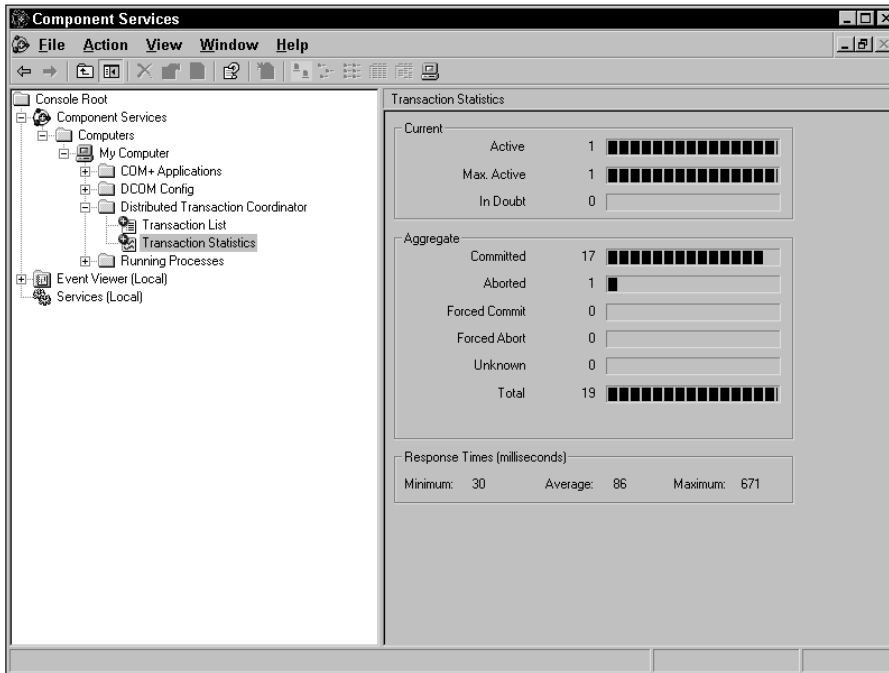 Component Services
File Action View Window Help
Console Root
Component Services
Computers
My Computer
COM+ Applications
DCOM Config
Distributed Transaction Coordinator
Transaction List
Transaction Statistics
Running Processes
Event Viewer (Local)
Services (Local)
Transaction Statistics
Current
Active 1
Max. Active 1
In Doubt 0
Aggregate
Committed 17
Aborted 1
Forced Commit 0
Forced Abort 0
Unknown 0
Total 19
Response Times (milliseconds)
Minimum: 30 Average: 86 Maximum: 671